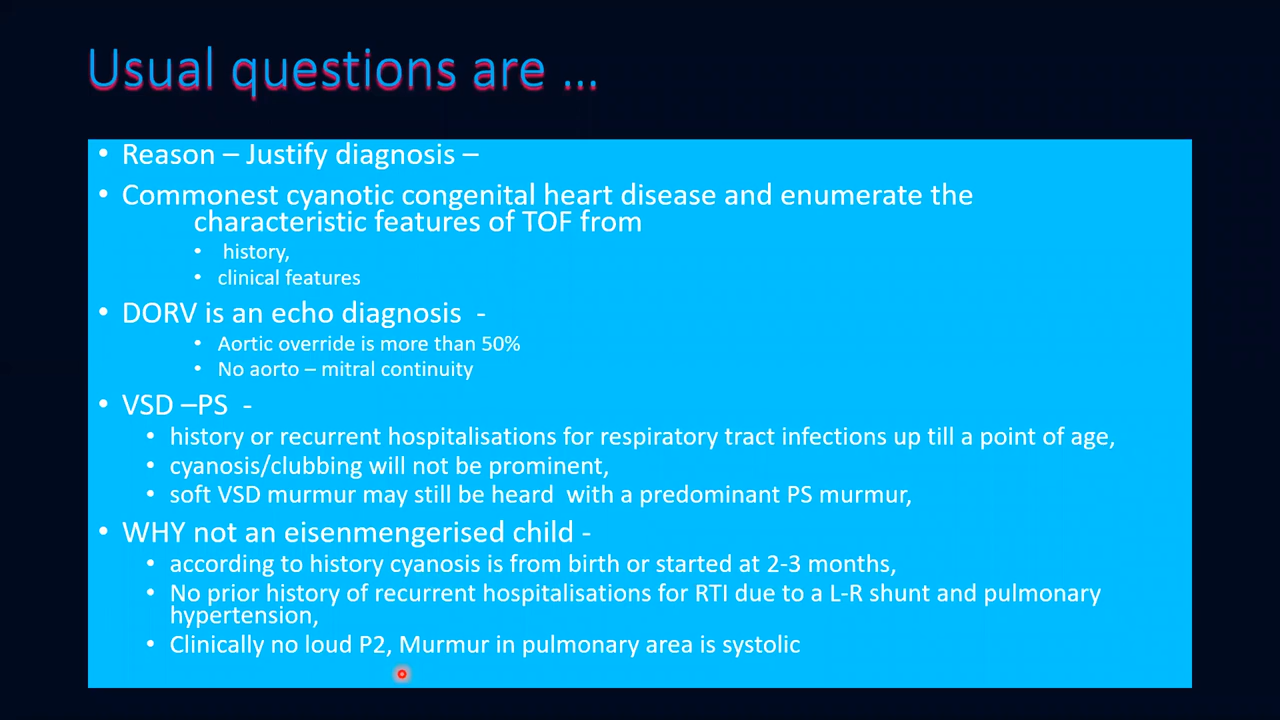 Usual questions are ...
• Reason – Justify diagnosis –
• Commonest cyanotic congenital heart disease and enumerate the
characteristic features of TOF from
• history,
• clinical features
• DORV is an echo diagnosis -
• Aortic override is more than 50%
• No aorto – mitral continuity
• VSD –PS -
• history or recurrent hospitalisations for respiratory tract infections up till a point of age,
• cyanosis/clubbing will not be prominent,
• soft VSD murmur may still be heard with a predominant PS murmur,
• WHY not an eisenmengerised child -
• according to history cyanosis is from birth or started at 2-3 months,
• No prior history of recurrent hospitalisations for RTI due to a L-R shunt and pulmonary
hypertension,
• Clinically no loud P2, Murmur in pulmonary area is systolic